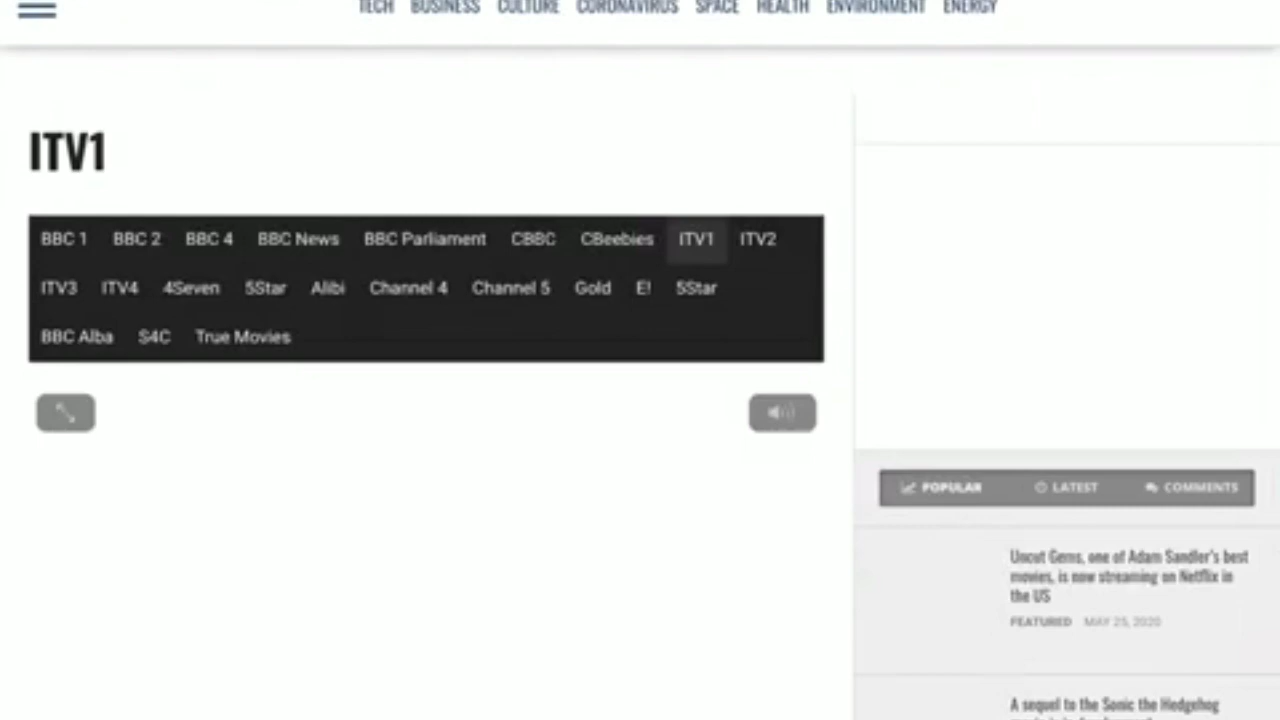 TECH BUSINESS CULTURE CORONAVIRUS SPACE HEALTH ENVIRONMENT ENERGY
ITV1
BBC 1 BBC 2 BBC 4 BBC News BBC Parliament CBBC CBeebies ITV1 ITV2
ITV3 ITV4 4Seven 5Star Alibi Channel 4 Channel 5 Gold E! 5Star
BBC Alba S4C True Movies
POPULAR LATEST COMMENTS
Uncut Gems, one of Adam Sandler's best
movies, is now streaming on Netflix in
the US
FEATURED MAY 25, 2020
A sequel to the Sonic the Hedgehog